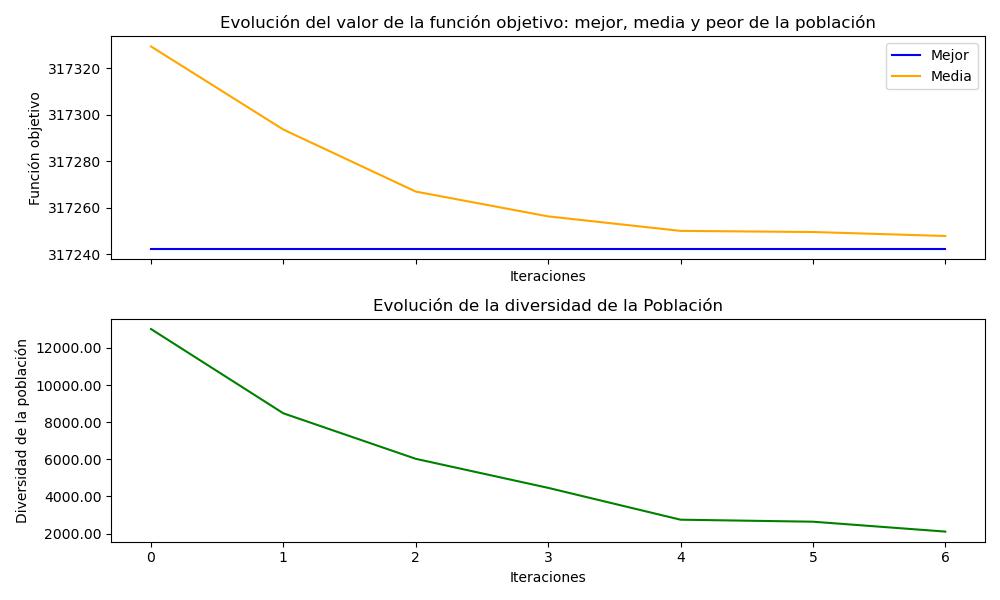 Evolución del valor de la función objetivo: mejor, media y peor de la población
Mejor
Media
Función objetivo
317320
317300
317280
317260
317240
Iteraciones
Evolución de la diversidad de la Población
Diversidad de la población
12000.00
10000.00
8000.00
6000.00
4000.00
2000.00
0 1 2 3 4 5 6
Iteraciones